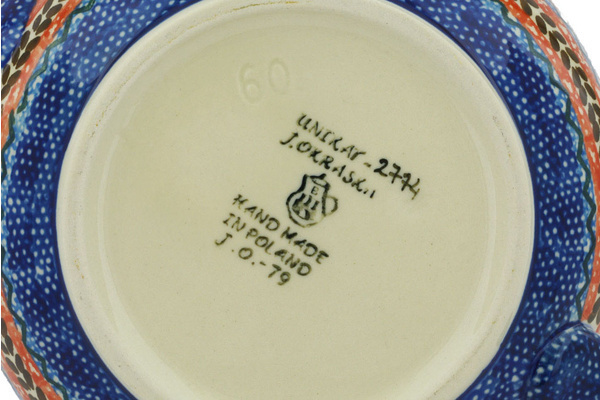 60
UNIKAT-2774
J.OKRASKA
HAND MADE
IN POLAND
J.O.-79